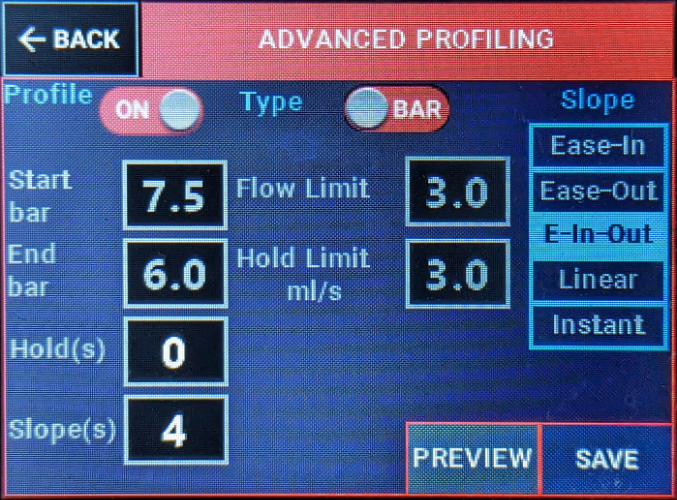 ← BACK
ADVANCED PROFILING
Profile ON Type BAR Slope
Start bar 7.5 Flow Limit 3.0
End bar 6.0 Hold Limit ml/s 3.0
Hold(s) 0
Slope(s) 4
Ease-In
Ease-Out
E-In-Out
Linear
Instant
PREVIEW
SAVE